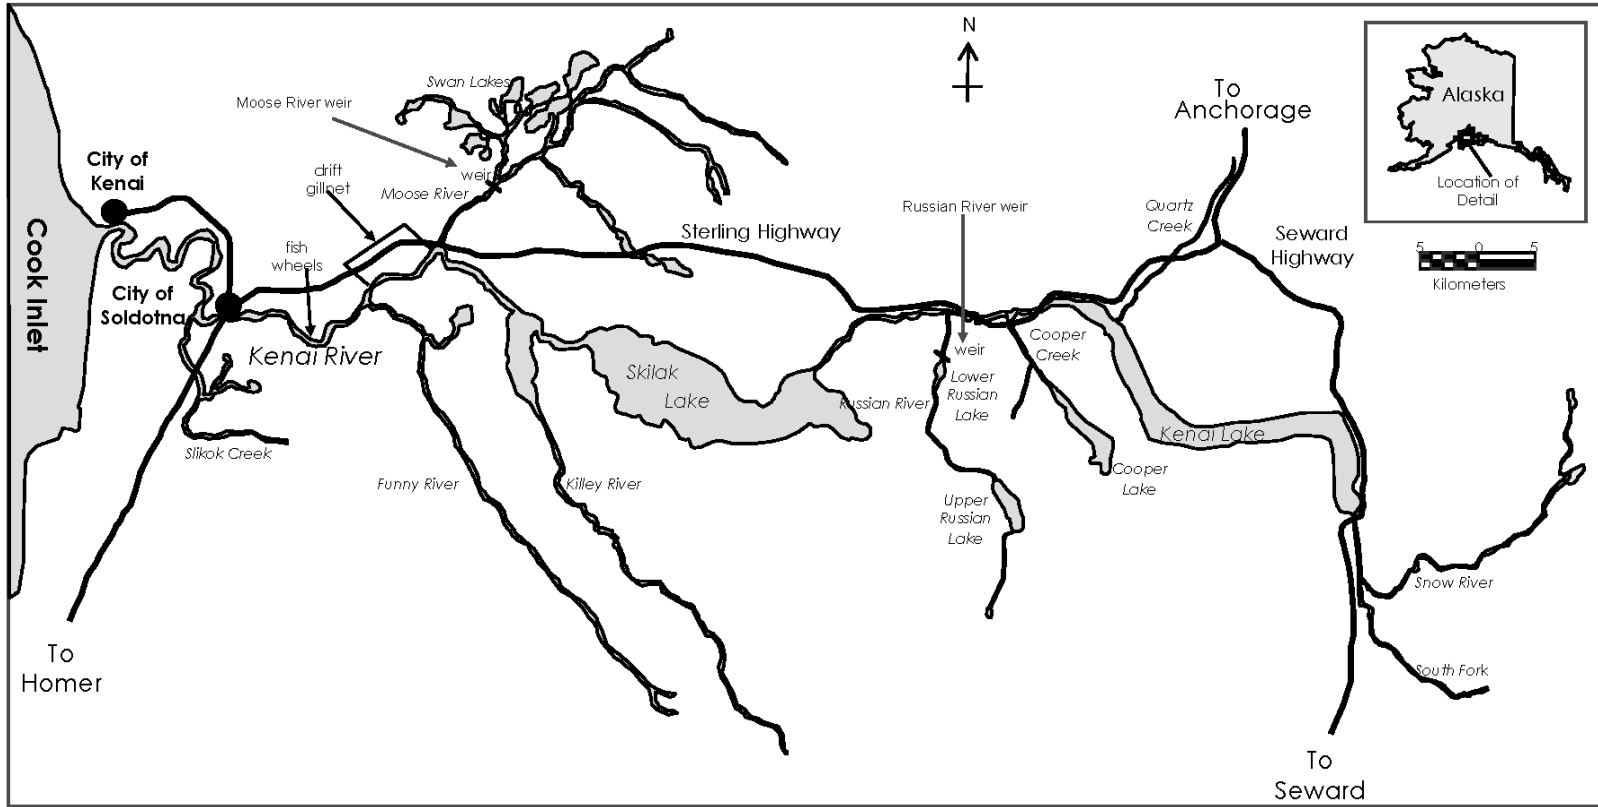 N
Swan Lakes
Moose River weir
drift
gillnet
weir
Moose River
City of
Kenai
Cook Inlet
fish
wheels
City of
Soldotna
Kenai River
Sterling Highway
Russian River weir
To
Anchorage
Quartz
Creek
Seward
Highway
Alaska
Location of
Detail
5 0 5
Kilometers
Skilak
Lake
Russian River
weir
Lower
Russian
Lake
Cooper
Creek
Kenai Lake
Cooper
Lake
Upper
Russian
Lake
Slikok Creek
Funny River
Killey River
Snow River
South Fork
To
Homer
To
Seward